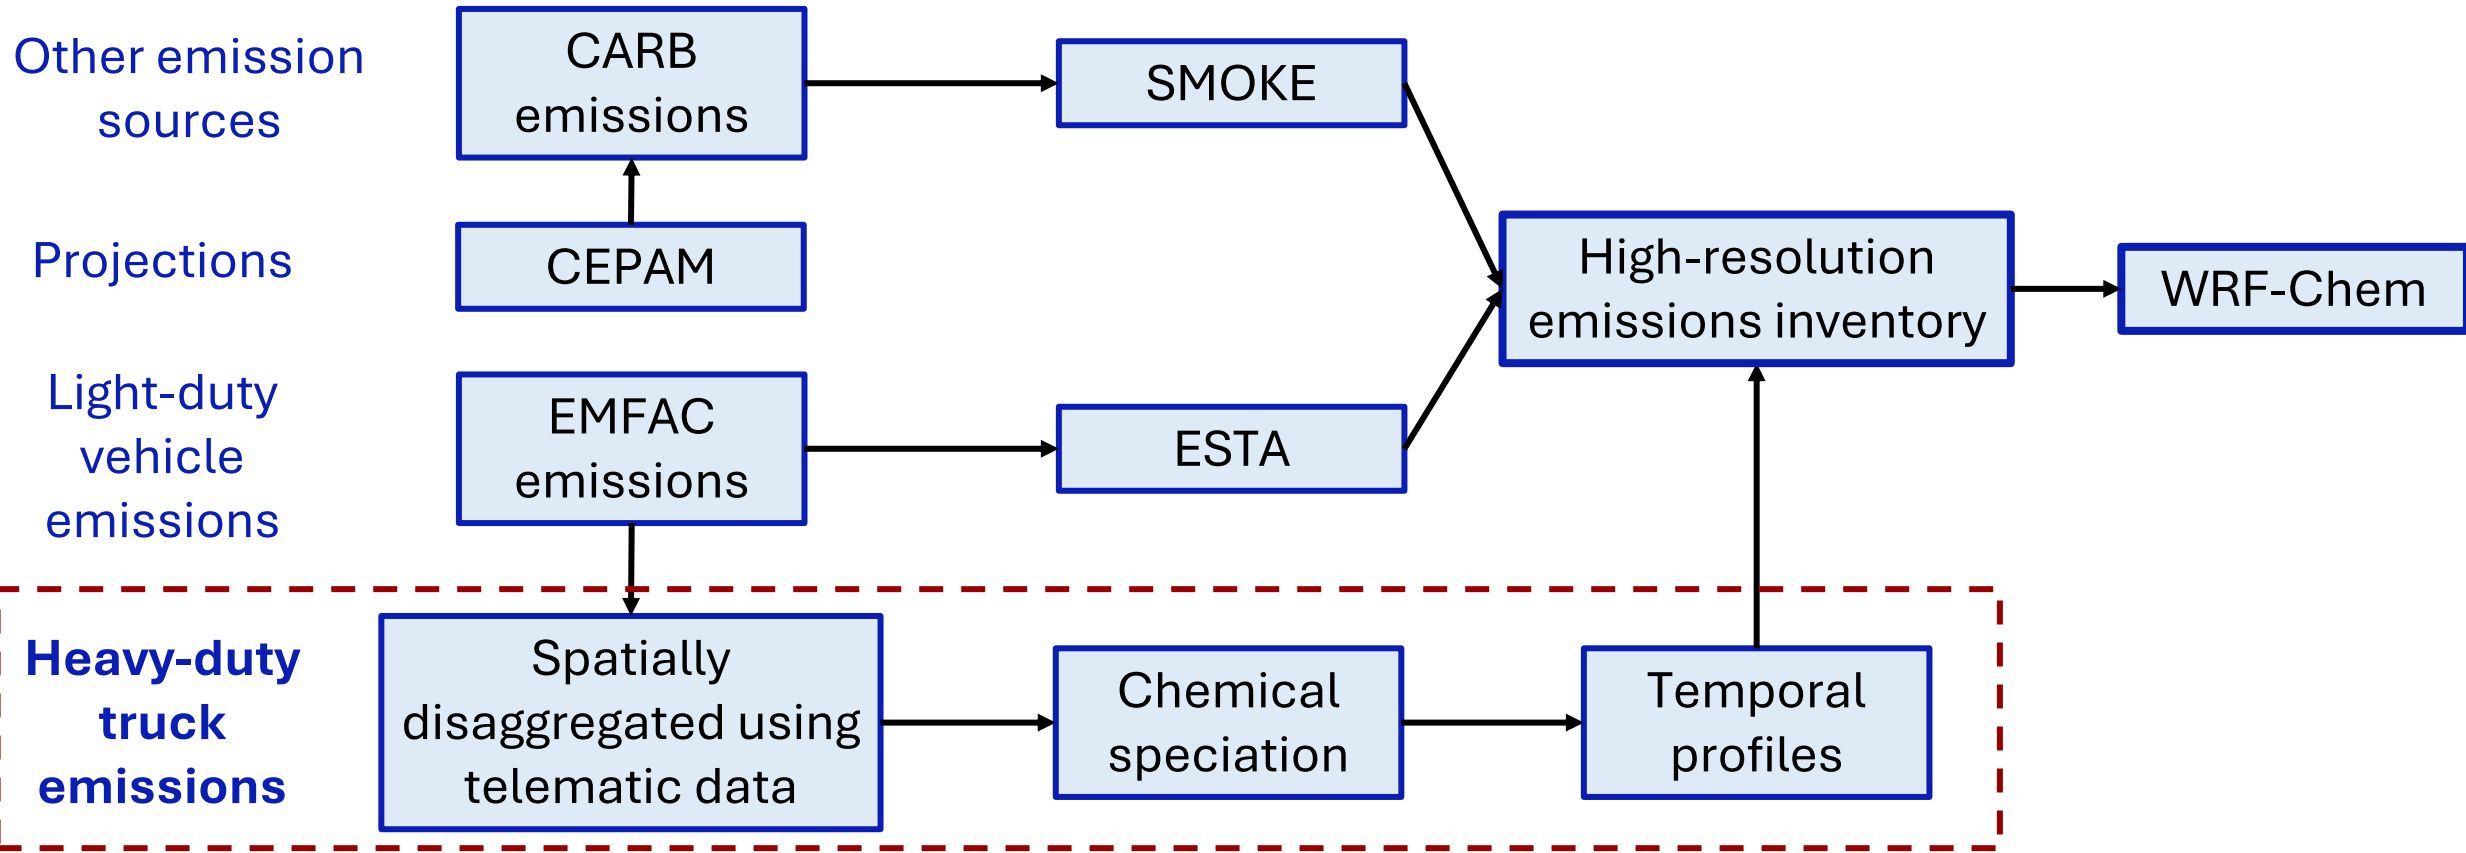 Other emission
sources
CARB
emissions
SMOKE
Projections
CEPAM
High-resolution
emissions inventory
WRF-Chem
Light-duty
vehicle
emissions
EMFAC
emissions
ESTA
Heavy-duty
truck
emissions
Spatially
disaggregated using
telematic data
Chemical
speciation
Temporal
profiles